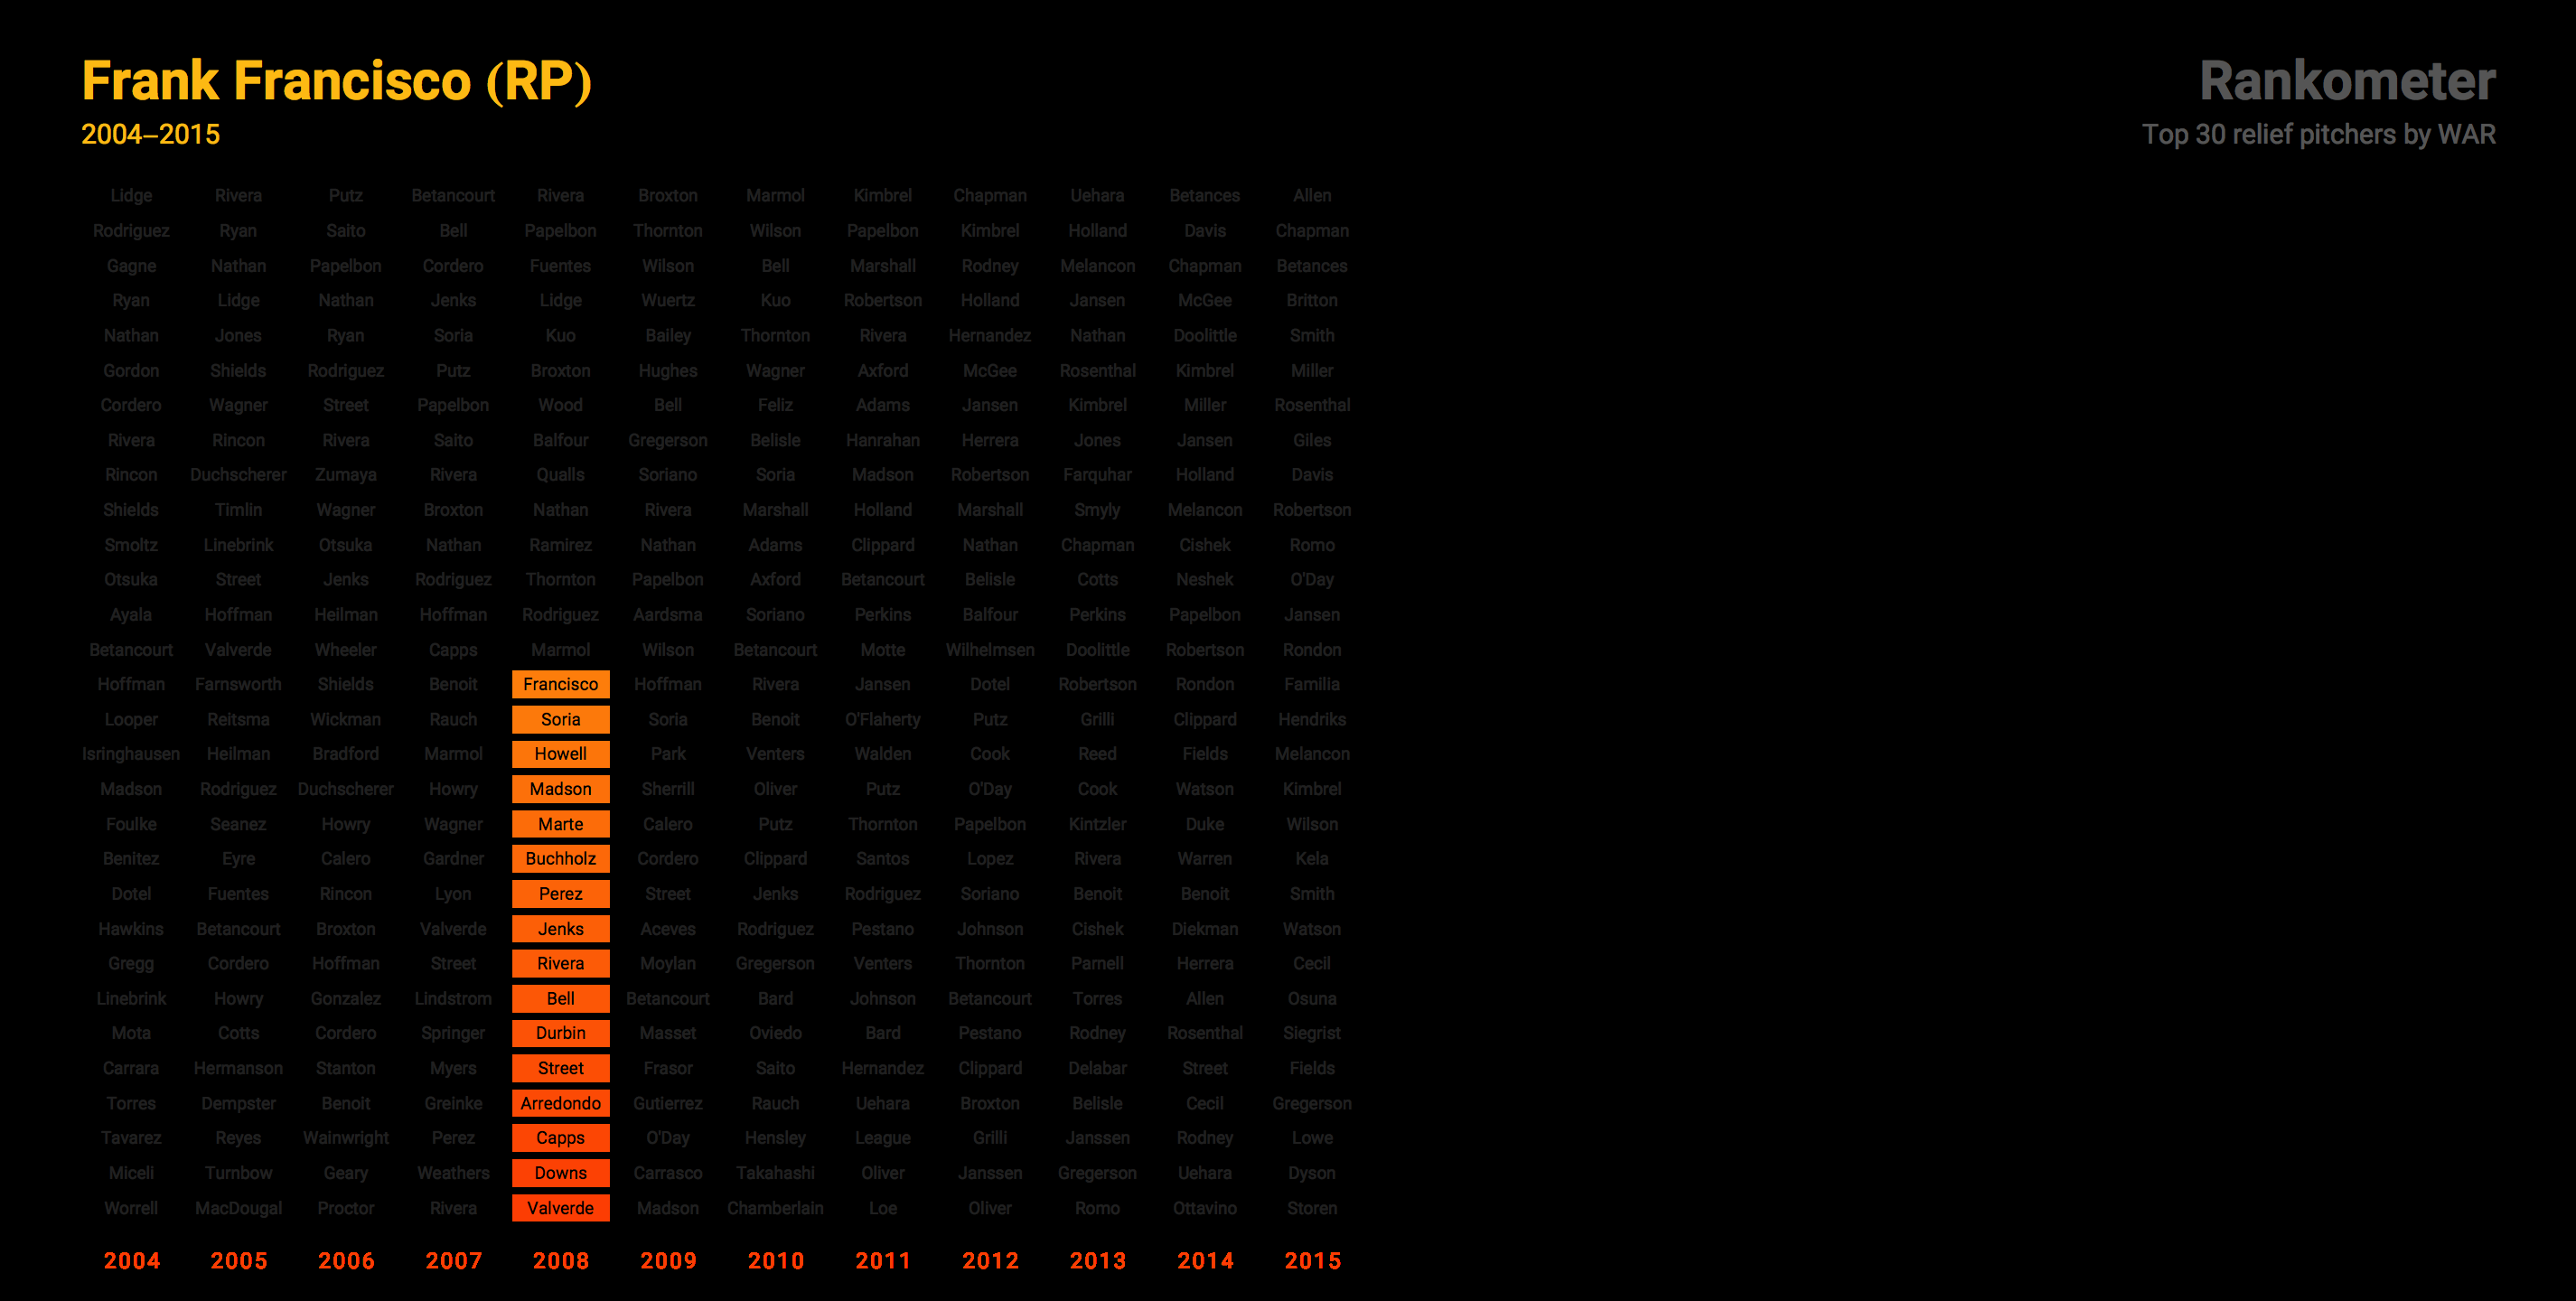 Frank Francisco (RP)
Rankometer
2004–2015
Top 30 relief pitchers by WAR
Lidge Rivera Putz Betancourt Rivera Broxton Marmol Kimbrel Chapman Uehara Betances Allen
Rodriguez Ryan Saito Bell Papelbon Thornton Wilson Papelbon Kimbrel Holland Davis Chapman
Gagne Nathan Papelbon Cordero Fuentes Wilson Bell Marshall Rodney Melancon Chapman Betances
Ryan Lidge Nathan Jenks Lidge Wuertz Kuo Robertson Holland Jansen McGee Britton
Nathan Jones Ryan Soria Kuo Bailey Thornton Rivera Hernandez Nathan Doolittle Smith
Gordon Shields Rodriguez Putz Broxton Hughes Wagner Axford McGee Rosenthal Kimbrel Miller
Cordero Wagner Street Papelbon Wood Bell Feliz Adams Jansen Kimbrel Miller Rosenthal
Rivera Rincon Rivera Saito Balfour Gregerson Belisle Hanrahan Herrera Jones Jansen Giles
Rincon Duchscherer Zumaya Rivera Qualls Soriano Soria Madson Robertson Farquhar Holland Davis
Shields Timlin Wagner Broxton Nathan Rivera Marshall Holland Marshall Smyly Melancon Robertson
Smoltz Linebrink Otsuka Nathan Ramirez Nathan Adams Clippard Nathan Chapman Cishek Romo
Otsuka Street Jenks Rodriguez Thornton Papelbon Axford Betancourt Belisle Cotts Neshek O'Day
Ayala Hoffman Heilman Hoffman Rodriguez Aardsma Soriano Perkins Balfour Perkins Papelbon Jansen
Betancourt Valverde Wheeler Capps Marmol Wilson Betancourt Motte Wilhelmsen Doolittle Robertson Rondon
Hoffman Farnsworth Shields Benoit Francisco Hoffman Rivera Jansen Dotel Robertson Rondon Familia
Looper Reitsma Wickman Rauch Soria Soria Benoit O'Flaherty Putz Grilli Clippard Hendriks
Isringhausen Heilman Bradford Marmol Howell Park Venters Walden Cook Reed Fields Melancon
Madson Rodriguez Duchscherer Howry Madson Sherrill Oliver Putz O'Day Cook Watson Kimbrel
Foulke Seanez Howry Wagner Marte Calero Putz Thornton Papelbon Kintzler Duke Wilson
Benitez Eyre Calero Gardner Buchholz Cordero Clippard Santos Lopez Rivera Warren Kela
Dotel Fuentes Rincon Lyon Perez Street Jenks Rodriguez Soriano Benoit Benoit Smith
Hawkins Betancourt Broxton Valverde Jenks Aceves Rodriguez Pestano Johnson Cishek Diekman Watson
Gregg Cordero Hoffman Street Rivera Moylan Gregerson Venters Thornton Parnell Herrera Cecil
Linebrink Howry Gonzalez Lindstrom Bell Betancourt Bard Johnson Betancourt Torres Allen Osuna
Mota Cotts Cordero Springer Durbin Masset Oviedo Bard Pestano Rodney Rosenthal Siegrist
Carrara Hermanson Stanton Myers Street Frasor Saito Hernandez Clippard Delabar Street Fields
Torres Dempster Benoit Greinke Arredondo Gutierrez Rauch Uehara Broxton Belisle Cecil Gregerson
Tavarez Reyes Wainwright Perez Capps O'Day Hensley League Grilli Janssen Rodney Lowe
Miceli Turnbow Geary Weathers Downs Carrasco Takahashi Oliver Janssen Gregerson Uehara Dyson
Worrell MacDougal Proctor Rivera Valverde Madson Chamberlain Loe Oliver Romo Ottavino Storen
2004 2005 2006 2007 2008 2009 2010 2011 2012 2013 2014 2015